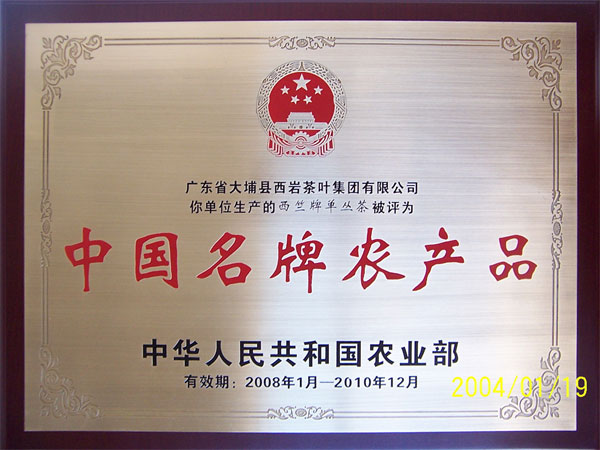 广东省大埔县西岩茶叶集团有限公司
你单位生产的西竺牌单丛茶被评为
中国名牌农产品
中华人民共和国农业部
有效期：2008年1月—2010年12月
2004/01/19